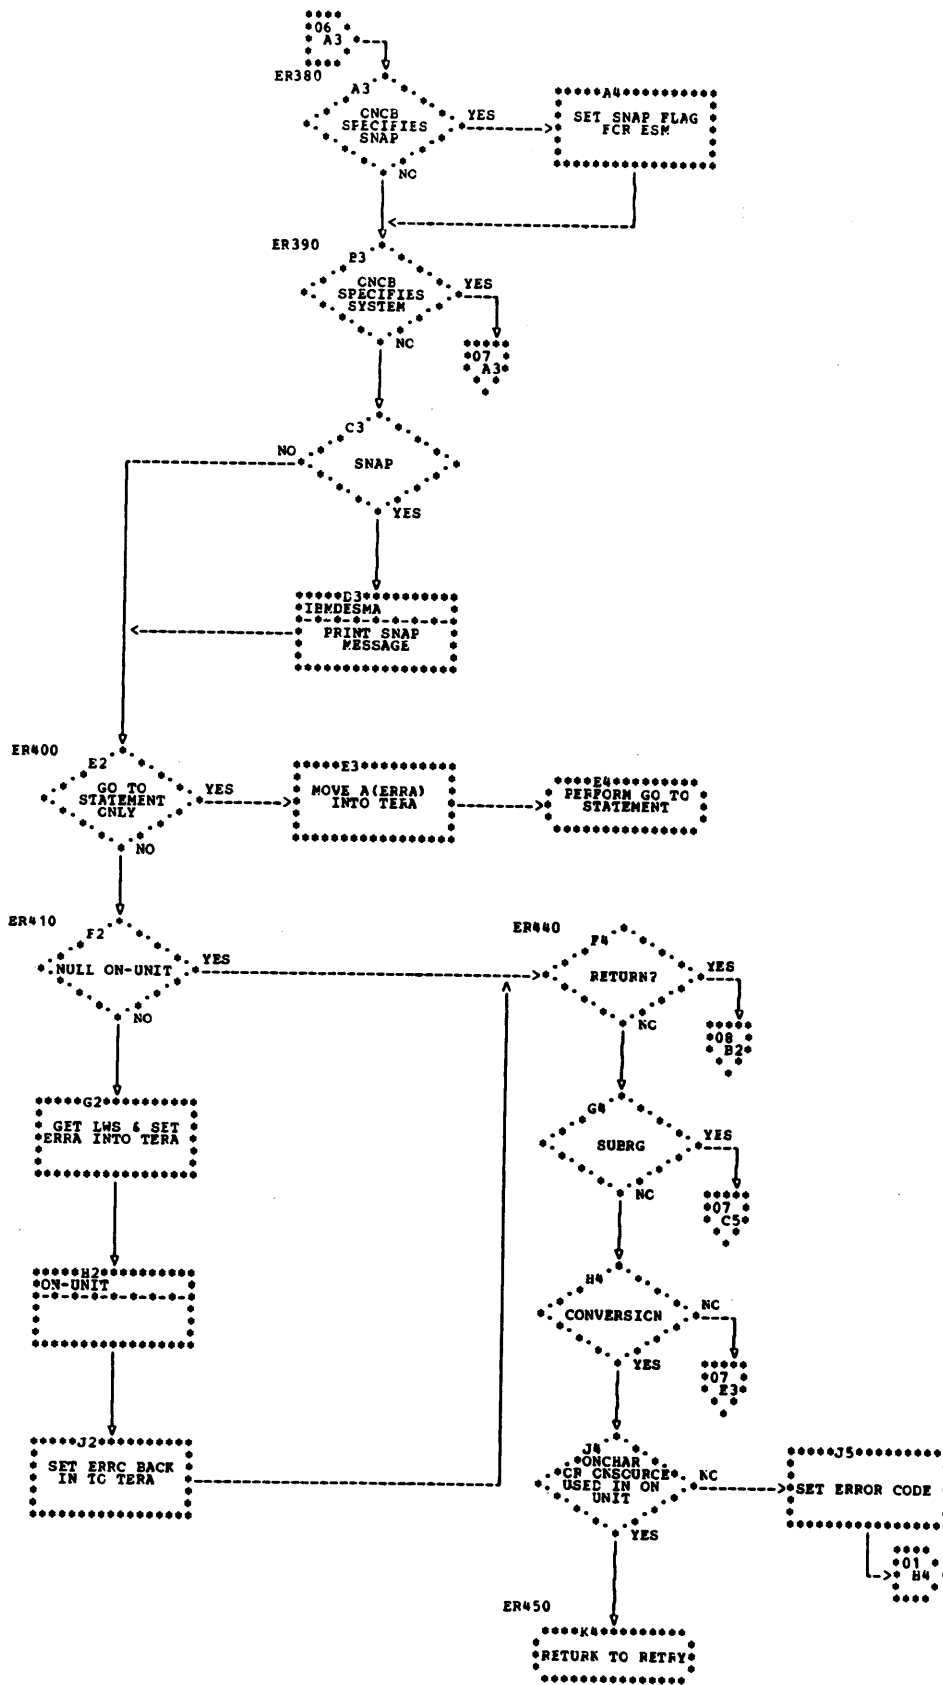 06
A3
ER380
A3
CNCB
SPECIFIES
SNAP
YES
NC
A4
SET SNAP FLAG
FCR ESM
ER390
B3
CNCB
SPECIFIES
SYSTEM
YES
NC
07
A3
C3
SNAP
NO
YES
D3
IBMDESMA
PRINT SNAP
MESSAGE
ER400
E2
GO TO
STATEMENT
CNLY
YES
NO
E3
MOVE A(ERRA)
INTO TERA
E4
PERFORM GO TO
STATEMENT
ER410
F2
NULL ON-UNIT
YES
NO
ER440
F4
RETURN?
YES
NC
08
B2
G2
GET LWS & SET
ERRA INTO TERA
G4
SUBRG
YES
NC
07
C5
H2
ON-UNIT
H4
CONVERSICN
NC
YES
07
E3
J2
SET ERRC BACK
IN TC TERA
J4
ONCHAR
CR CNSCURCE
USED IN ON
UNIT
NC
YES
J5
SET ERROR CODE
01
H4
ER450
K4
RETURK TO RETRY